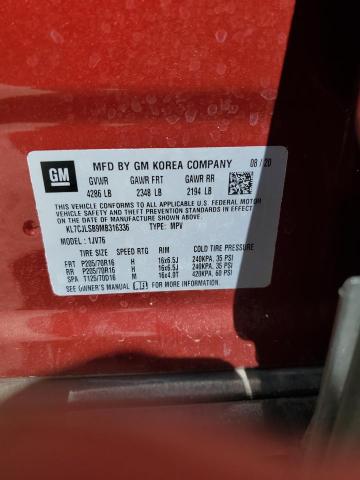 GM
MFD BY GM KOREA COMPANY 08/20
GVWR GAWR FRT GAWR RR
4286 LB 2348 LB 2194 LB
THIS VEHICLE CONFORMS TO ALL APPLICABLE U.S. FEDERAL MOTOR
VEHICLE SAFETY, BUMPER, AND THEFT PREVENTION STANDARDS IN
EFFECT ON THE DATE OF MANUFACTURE SHOWN ABOVE.
KL7CJLSB9MB316336 TYPE: MPV
MODEL: 1JV76
TIRE SIZE SPEED RTG RIM COLD TIRE PRESSURE
FRT P205/70R16 H 16x6.5J 240KPA, 35 PSI
RR P205/70R16 H 16x6.5J 240KPA, 35 PSI
SPA T125/70D16 M 16x4.0T 420KPA, 60 PSI
SEE OWNER'S MANUAL FOR MORE INFORMATION.